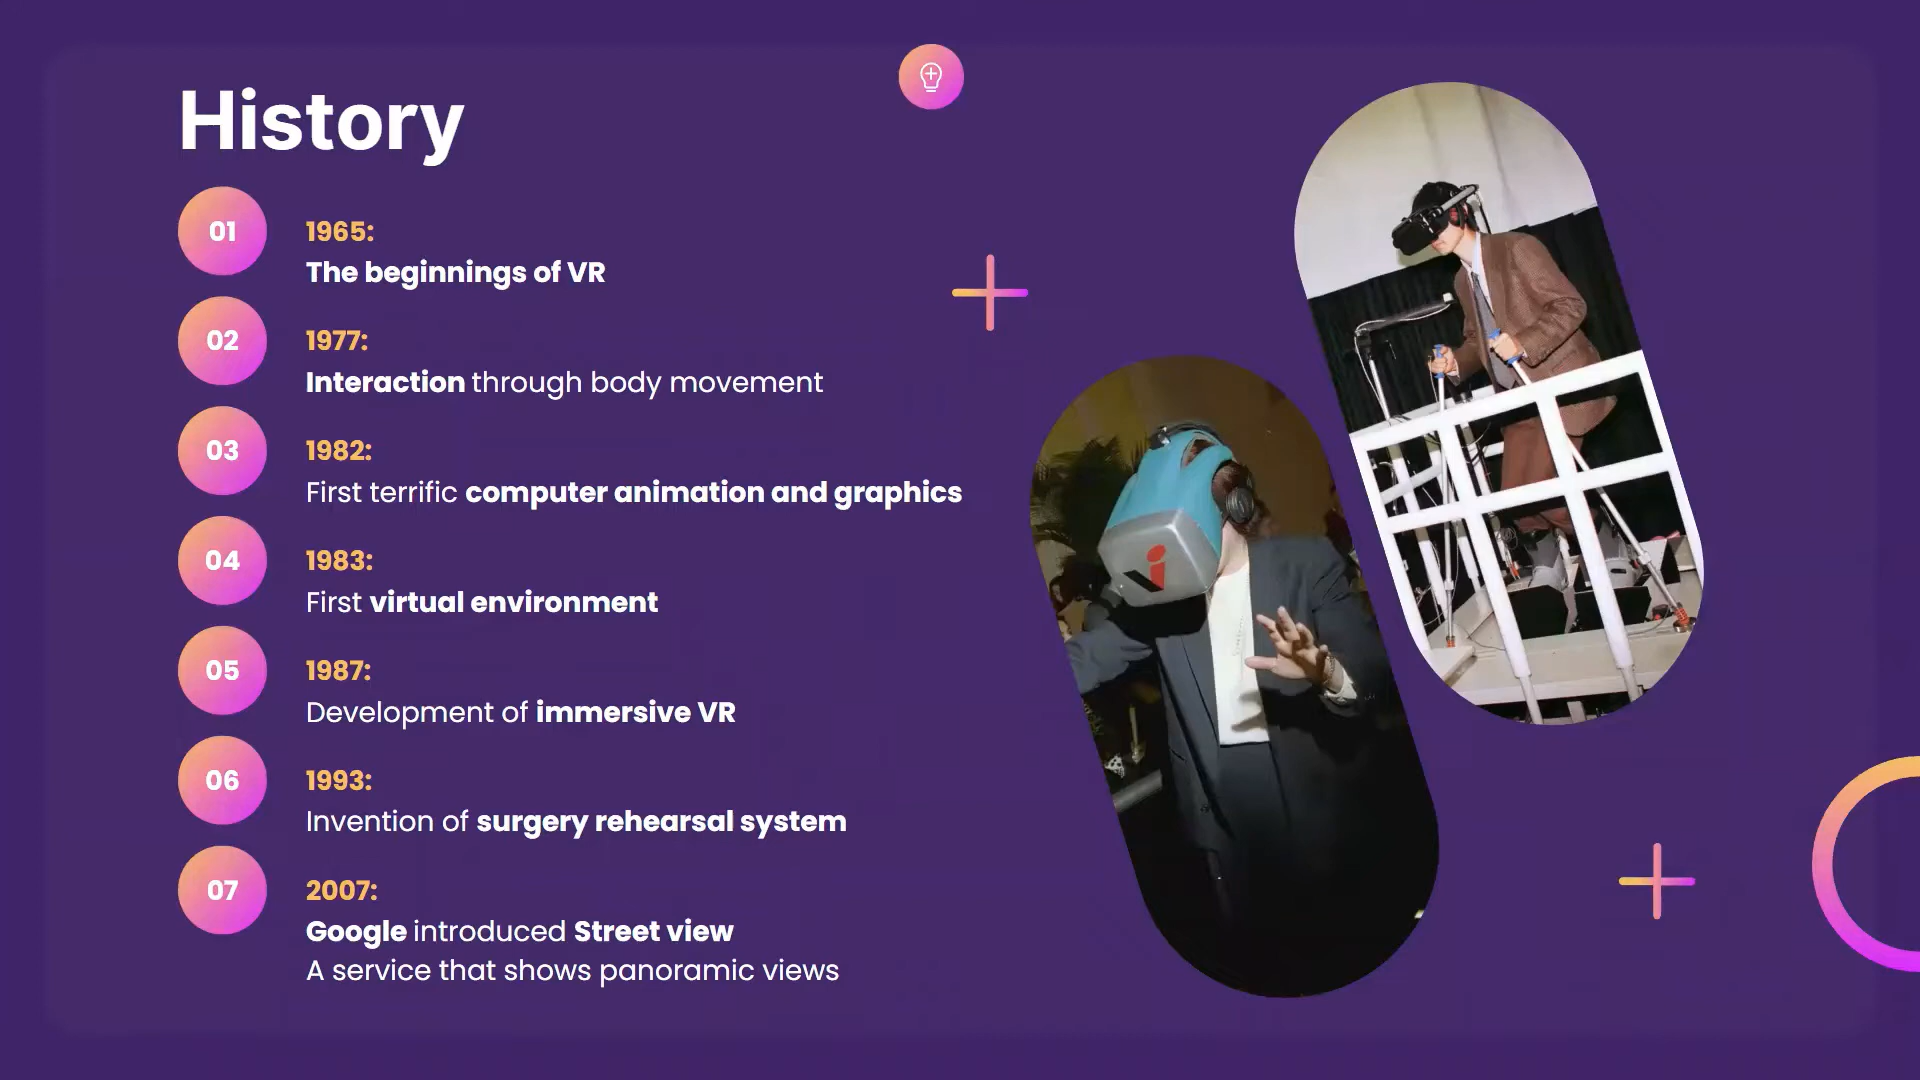 History
01
1965:
The beginnings of VR
02
1977:
Interaction through body movement
03
1982:
First terrific computer animation and graphics
04
1983:
First virtual environment
05
1987:
Development of immersive VR
06
1993:
Invention of surgery rehearsal system
07
2007:
Google introduced Street view
A service that shows panoramic views